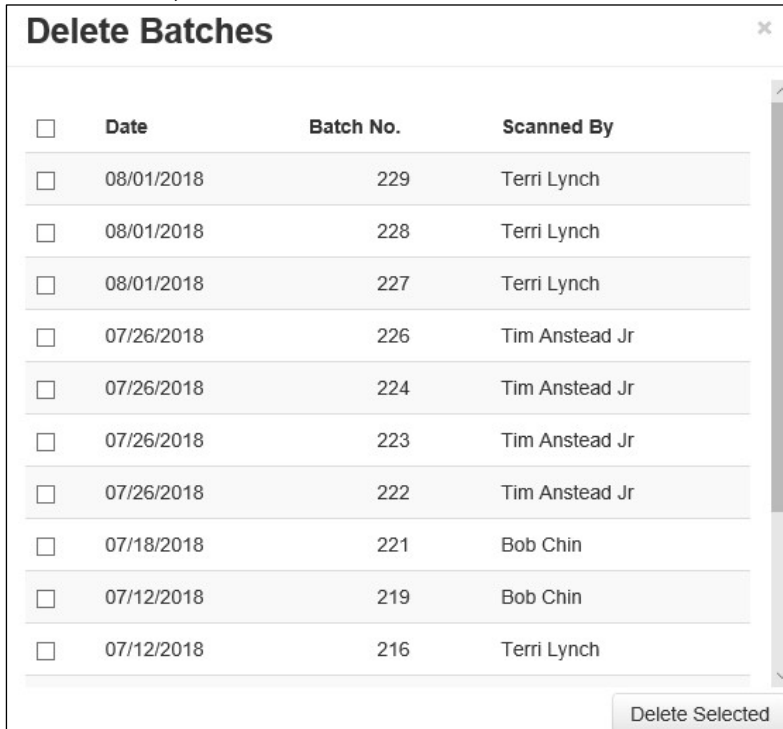 Delete Batches ×
Date Batch No. Scanned By
08/01/2018 229 Terri Lynch
08/01/2018 228 Terri Lynch
08/01/2018 227 Terri Lynch
07/26/2018 226 Tim Anstead Jr
07/26/2018 224 Tim Anstead Jr
07/26/2018 223 Tim Anstead Jr
07/26/2018 222 Tim Anstead Jr
07/18/2018 221 Bob Chin
07/12/2018 219 Bob Chin
07/12/2018 216 Terri Lynch
Delete Selected